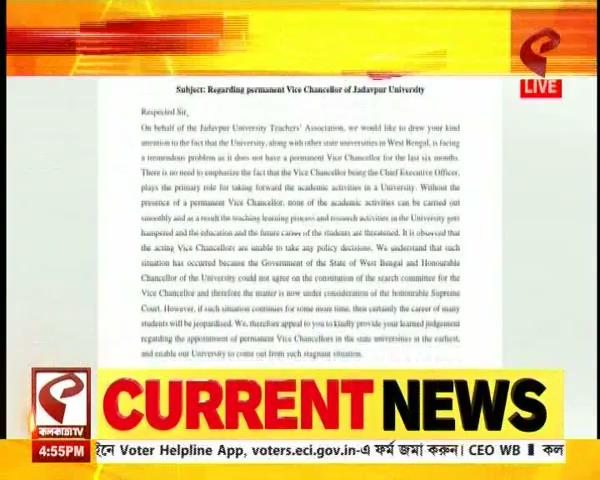 LIVE
Subject: Regarding permanent Vice Chancellor of Jadavpur University
Respected Sir,
On behalf of the Jadavpur University Teachers' Association, we would like to draw your kind
attention to the fact that the University, along with other state universities in West Bengal, is facing
a tremendous problem as it does not have a permanent Vice Chancellor for the last six months.
There is no need to emphasize the fact that the Vice Chancellor being the Chief Executive Officer,
plays the primary role for taking forward the academic activities in a University. Without the
presence of a permanent Vice Chancellor, none of the academic activities can be carried out
smoothly and as a result the teaching learning process and research activities in the University gets
hampered and the education and the future career of the students are threatened. It is observed that
the acting Vice Chancellors are unable to take any policy decisions. We understand that such
situation has occurred because the Government of the State of West Bengal and Honourable
Chancellor of the University could not agree on the constitution of the search committee for the
Vice Chancellor and therefore the matter is now under consideration of the honourable Supreme
Court. However, if such situation continues for some more time, then certainly the career of many
students will be jeopardised. We, therefore appeal to you to kindly provide your learned judgement
regarding the appointment of permanent Vice Chancellors in the state universities at the earliest,
and enable our University to come out from such stagnant situation.
CURRENT NEWS
কলকাতা TV
4:55PM
ইনে Voter Helpline App, voters.eci.gov.in-এ ফর্ম জমা করুন। CEO WB
কল